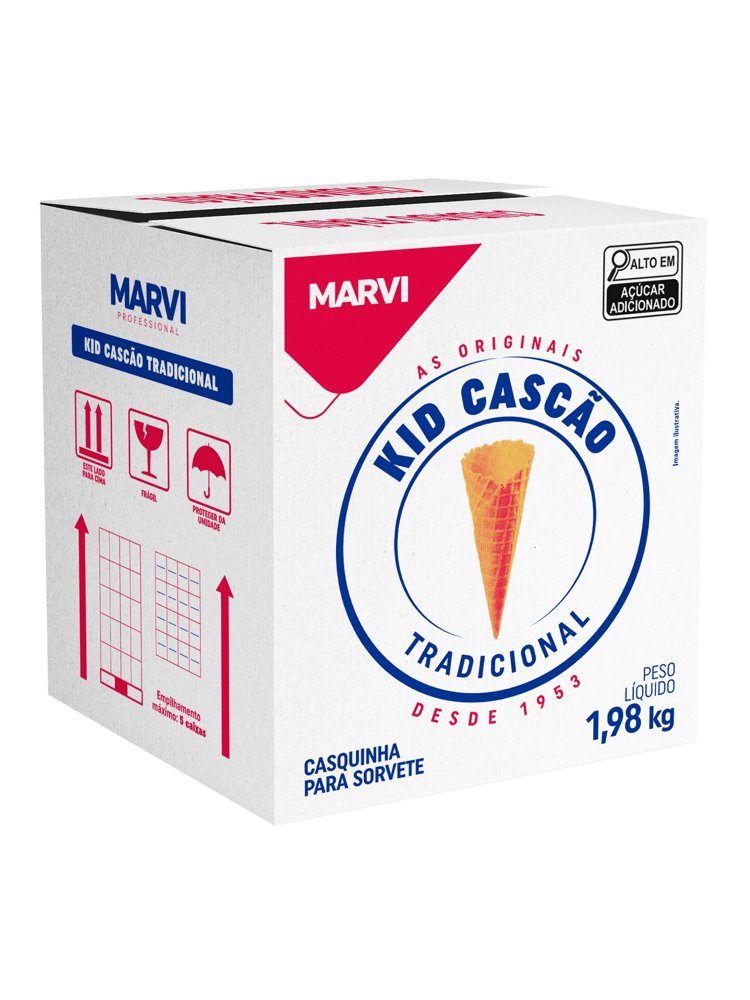 MARVI
PROFESSIONAL
KID CASCÃO TRADICIONAL
ESTE LADO
PARA CIMA
FRÁGIL
PROTEGER DA
UMIDADE
Empilhamento
máximo: 5 caixas
MARVI
ALTO EM
AÇÚCAR
ADICIONADO
AS ORIGINAIS
KID CASCÃO
TRADICIONAL
DESDE 1953
Imagem ilustrativa.
PESO
LÍQUIDO
1,98 kg
CASQUINHA
PARA SORVETE